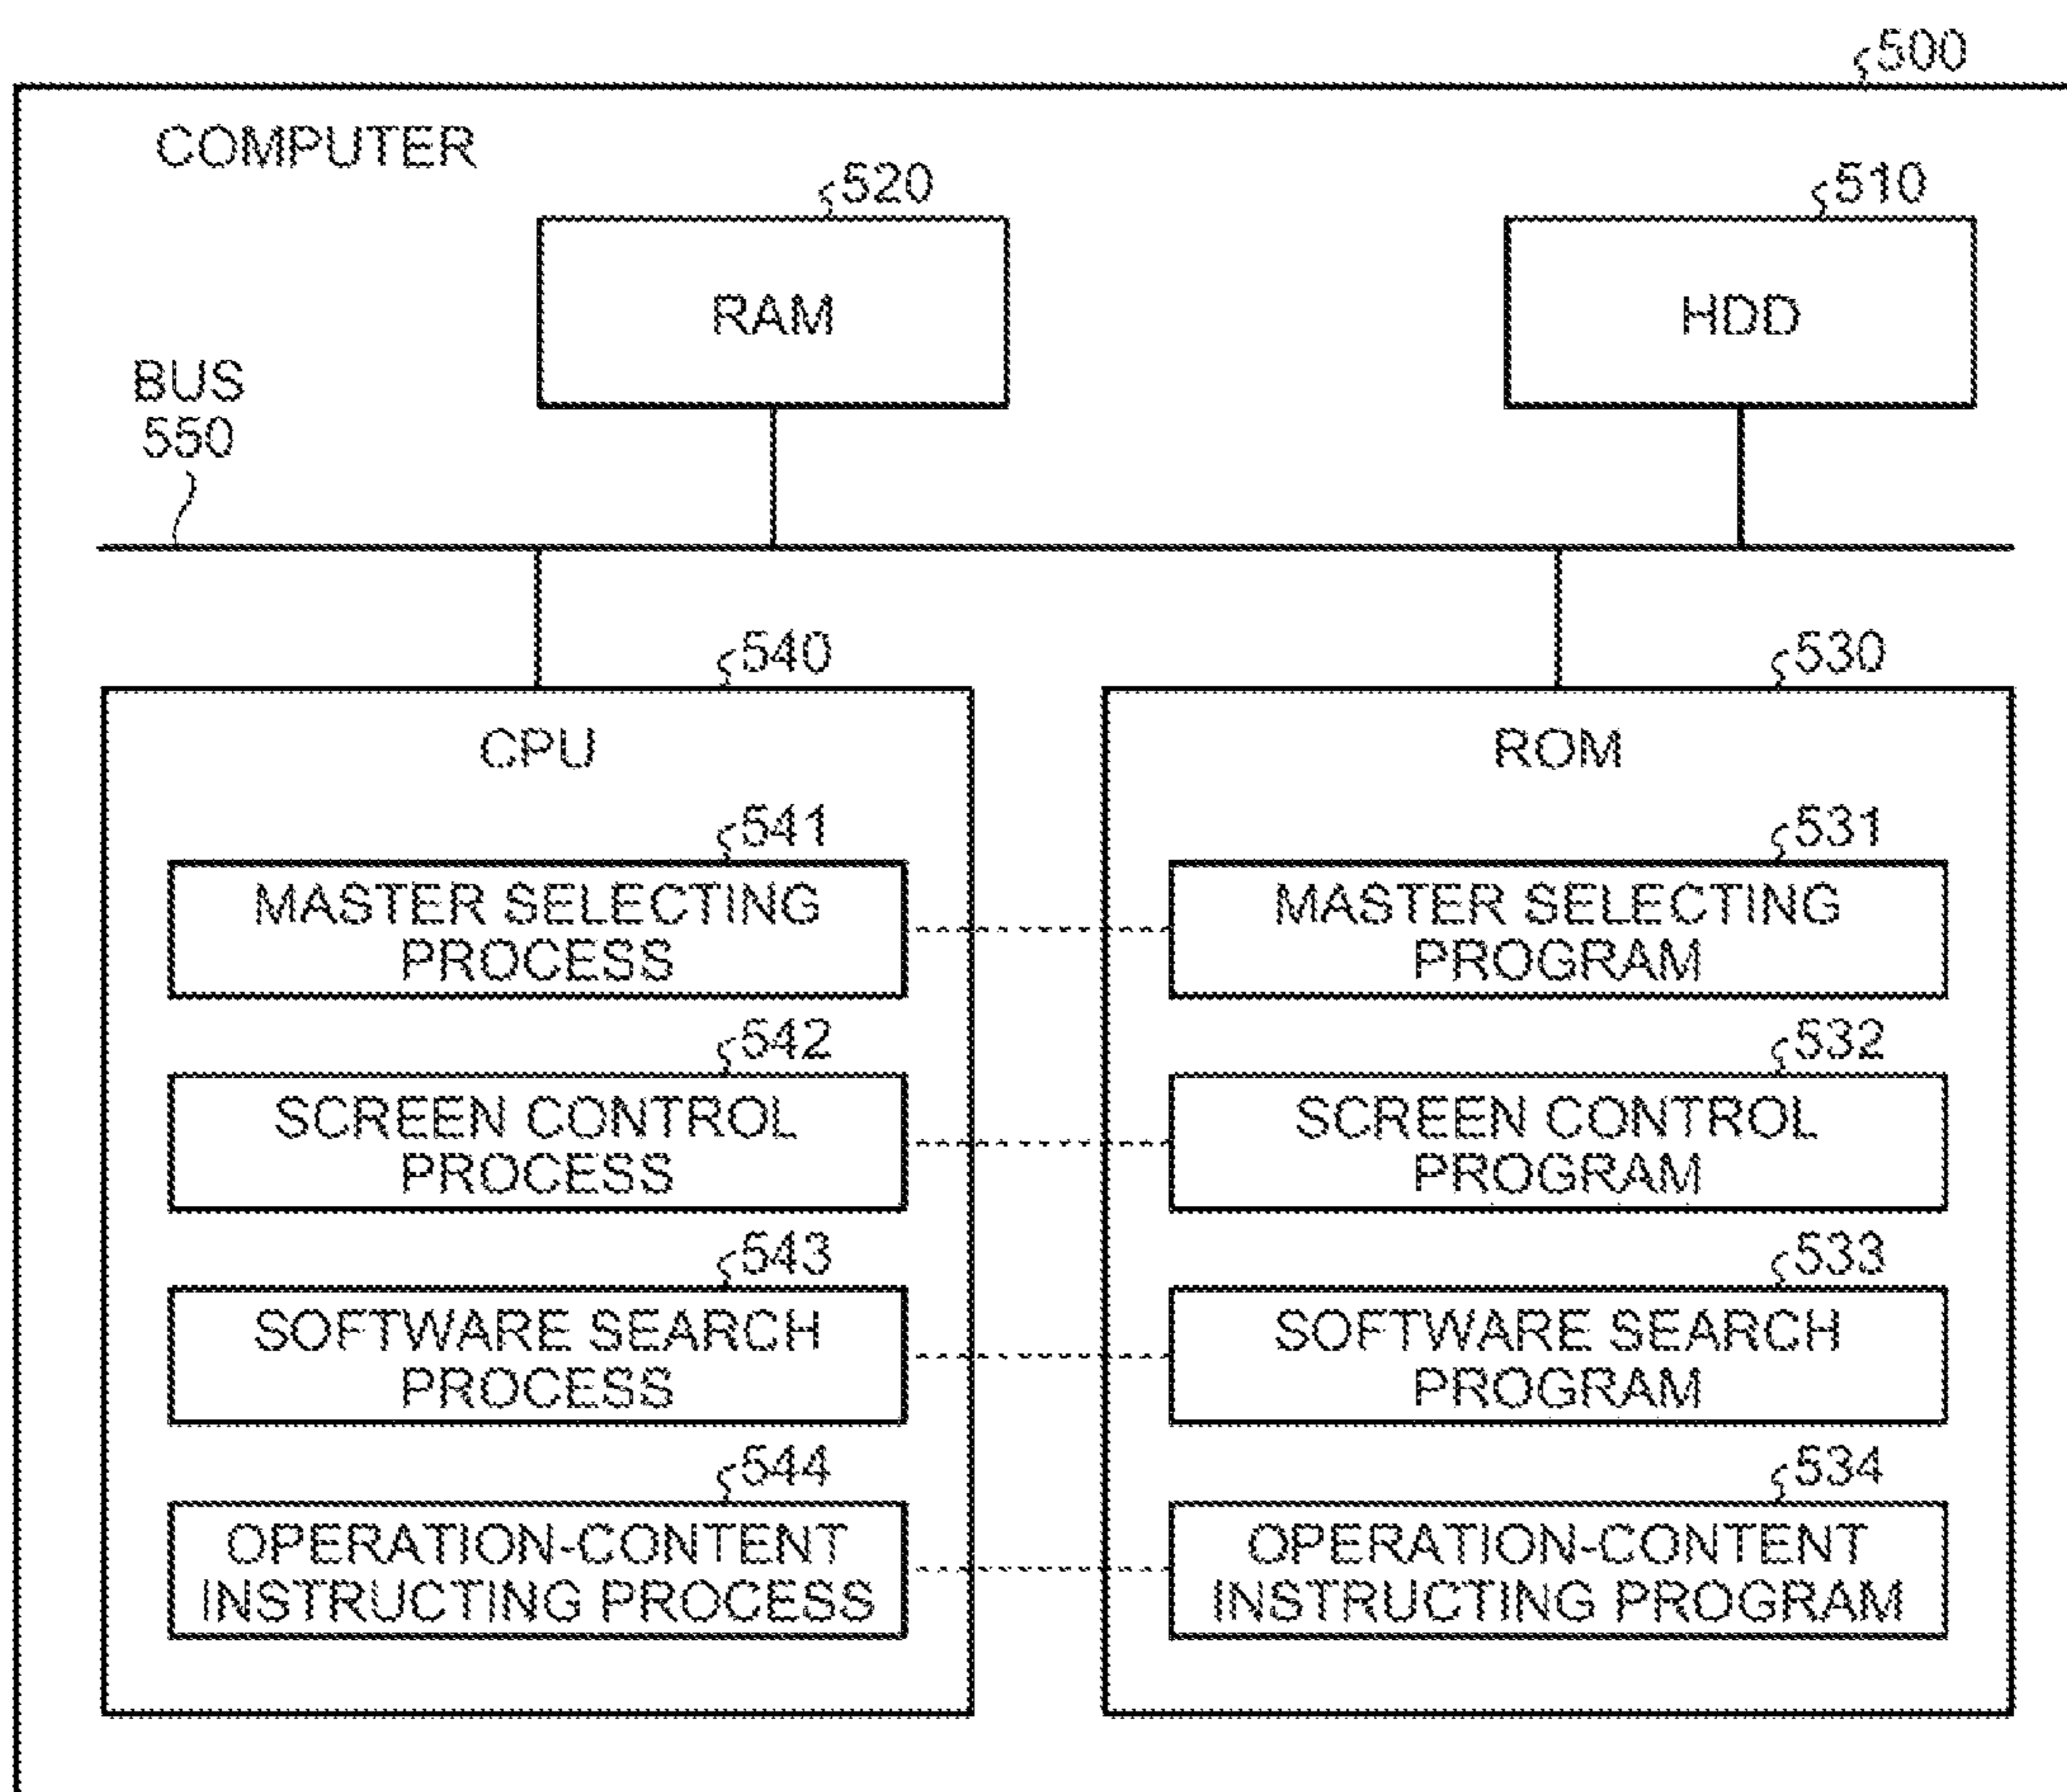 500
COMPUTER
520
510
RAM
HDD
BUS
550
540
530
CPU
ROM
541
531
MASTER SELECTING
PROCESS
MASTER SELECTING
PROGRAM
542
532
SCREEN CONTROL
PROCESS
SCREEN CONTROL
PROGRAM
543
533
SOFTWARE SEARCH
PROCESS
SOFTWARE SEARCH
PROGRAM
544
534
OPERATION-CONTENT
INSTRUCTING PROCESS
OPERATION-CONTENT
INSTRUCTING PROGRAM